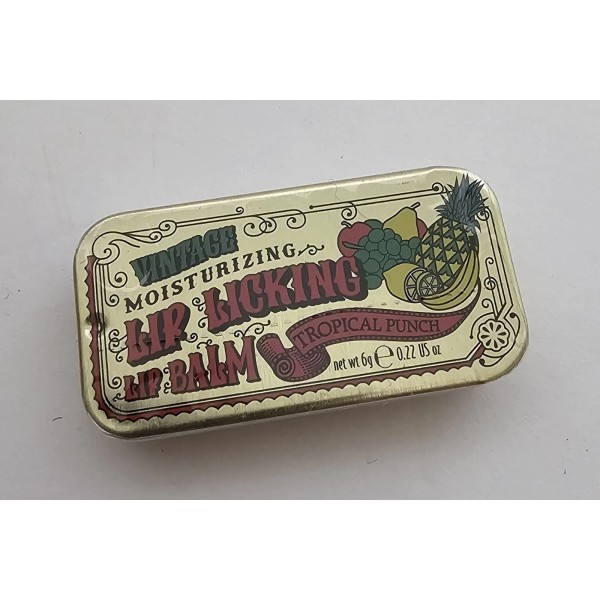 VINTAGE
MOISTURIZING
LIP LICKING
LIP BALM
TROPICAL PUNCH
net wt 6g e 0.22 US oz